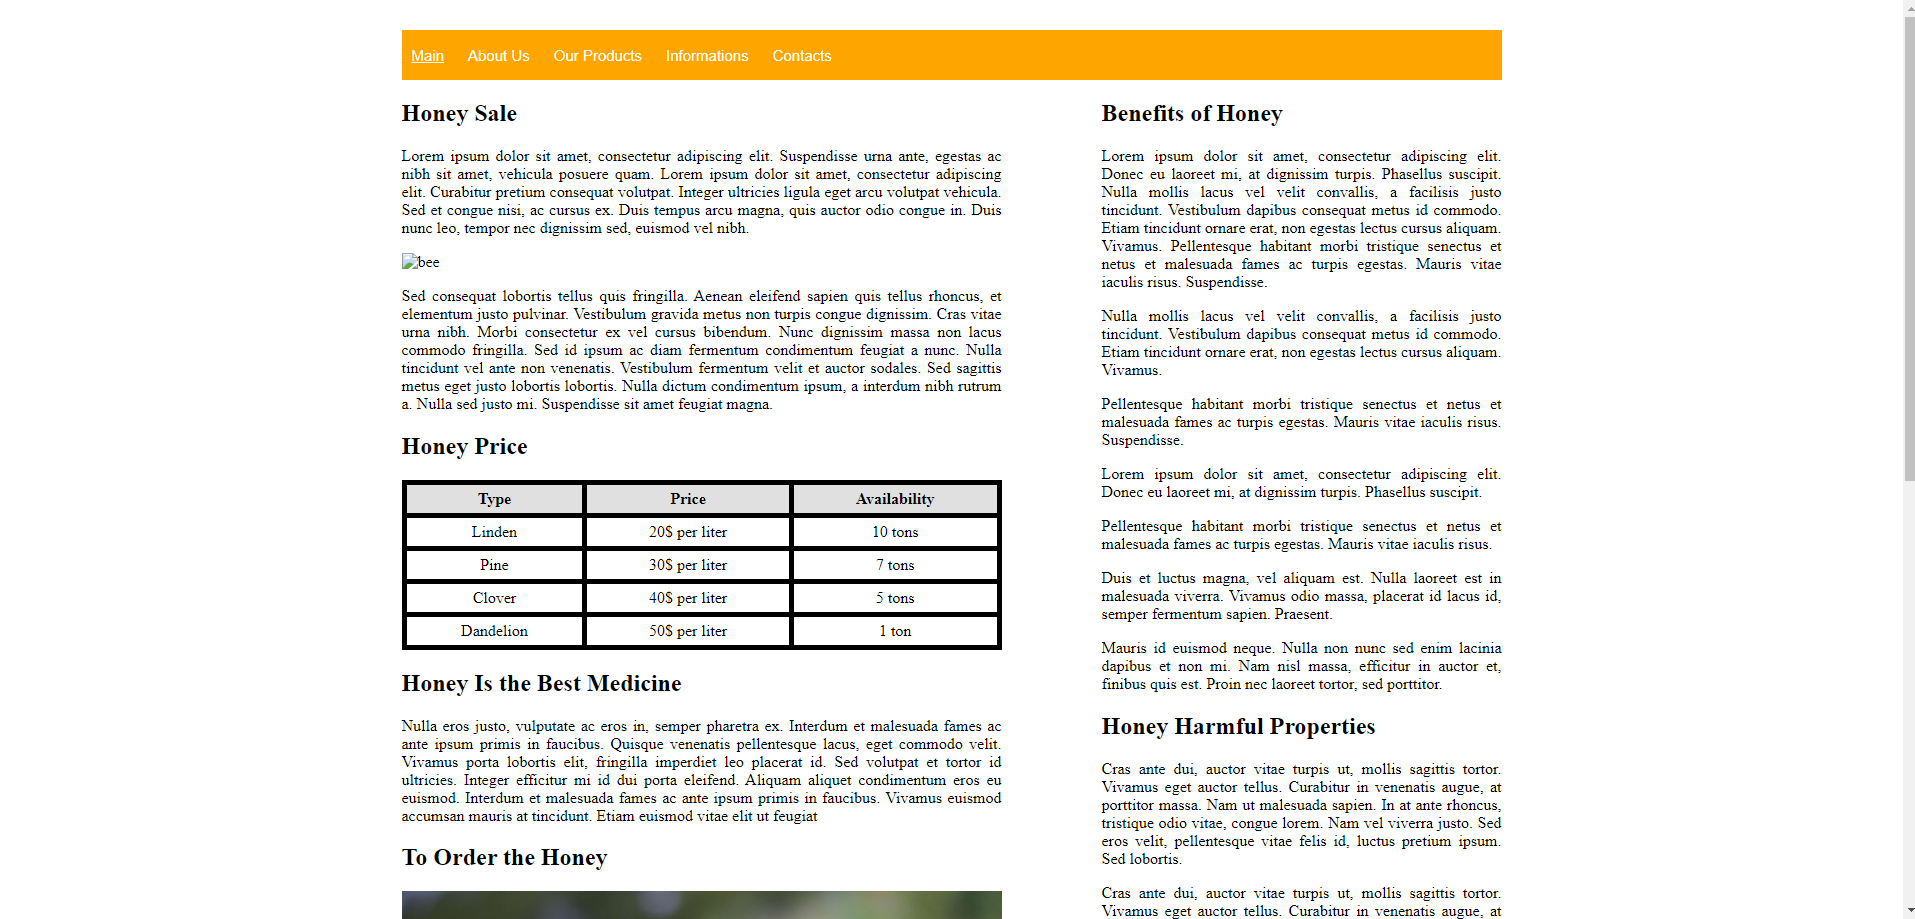 Main About Us Our Products Informations Contacts
Honey Sale
Lorem ipsum dolor sit amet, consectetur adipiscing elit. Suspendisse urna ante, egestas ac
nibh sit amet, vehicula posuere quam. Lorem ipsum dolor sit amet, consectetur adipiscing
elit. Curabitur pretium consequat volutpat. Integer ultricies ligula eget arcu volutpat vehicula.
Sed et congue nisi, ac cursus ex. Duis tempus arcu magna, quis auctor odio congue in. Duis
nunc leo, tempor nec dignissim sed, euismod vel nibh.
bee
Sed consequat lobortis tellus quis fringilla. Aenean eleifend sapien quis tellus rhoncus, et
elementum justo pulvinar. Vestibulum gravida metus non turpis congue dignissim. Cras vitae
urna nibh. Morbi consectetur ex vel cursus bibendum. Nunc dignissim massa non lacus
commodo fringilla. Sed id ipsum ac diam fermentum condimentum feugiat a nunc. Nulla
tincidunt vel ante non venenatis. Vestibulum fermentum velit et auctor sodales. Sed sagittis
metus eget justo lobortis lobortis. Nulla dictum condimentum ipsum, a interdum nibh rutrum
a. Nulla sed justo mi. Suspendisse sit amet feugiat magna.
Honey Price
Type Price Availability
Linden 20$ per liter 10 tons
Pine 30$ per liter 7 tons
Clover 40$ per liter 5 tons
Dandelion 50$ per liter 1 ton
Honey Is the Best Medicine
Nulla eros justo, vulputate ac eros in, semper pharetra ex. Interdum et malesuada fames ac
ante ipsum primis in faucibus. Quisque venenatis pellentesque lacus, eget commodo velit.
Vivamus porta lobortis elit, fringilla imperdiet leo placerat id. Sed volutpat et tortor id
ultricies. Integer efficitur mi id dui porta eleifend. Aliquam aliquet condimentum eros eu
euismod. Interdum et malesuada fames ac ante ipsum primis in faucibus. Vivamus euismod
accumsan mauris at tincidunt. Etiam euismod vitae elit ut feugiat
To Order the Honey
Benefits of Honey
Lorem ipsum dolor sit amet, consectetur adipiscing elit.
Donec eu laoreet mi, at dignissim turpis. Phasellus suscipit.
Nulla mollis lacus vel velit convallis, a facilisis justo
tincidunt. Vestibulum dapibus consequat metus id commodo.
Etiam tincidunt ornare erat, non egestas lectus cursus aliquam.
Vivamus. Pellentesque habitant morbi tristique senectus et
netus et malesuada fames ac turpis egestas. Mauris vitae
iaculis risus. Suspendisse.
Nulla mollis lacus vel velit convallis, a facilisis justo
tincidunt. Vestibulum dapibus consequat metus id commodo.
Etiam tincidunt ornare erat, non egestas lectus cursus aliquam.
Vivamus.
Pellentesque habitant morbi tristique senectus et netus et
malesuada fames ac turpis egestas. Mauris vitae iaculis risus.
Suspendisse.
Lorem ipsum dolor sit amet, consectetur adipiscing elit.
Donec eu laoreet mi, at dignissim turpis. Phasellus suscipit.
Pellentesque habitant morbi tristique senectus et netus et
malesuada fames ac turpis egestas. Mauris vitae iaculis risus.
Duis et luctus magna, vel aliquam est. Nulla laoreet est in
malesuada viverra. Vivamus odio massa, placerat id lacus id,
semper fermentum sapien. Praesent.
Mauris id euismod neque. Nulla non nunc sed enim lacinia
dapibus et non mi. Nam nisl massa, efficitur in auctor et,
finibus quis est. Proin nec laoreet tortor, sed porttitor.
Honey Harmful Properties
Cras ante dui, auctor vitae turpis ut, mollis sagittis tortor.
Vivamus eget auctor tellus. Curabitur in venenatis augue, at
porttitor massa. Nam ut malesuada sapien. In at ante rhoncus,
tristique odio vitae, congue lorem. Nam vel viverra justo. Sed
eros velit, pellentesque vitae felis id, luctus pretium ipsum.
Sed lobortis.
Cras ante dui, auctor vitae turpis ut, mollis sagittis tortor.
Vivamus eget auctor tellus. Curabitur in venenatis augue, at